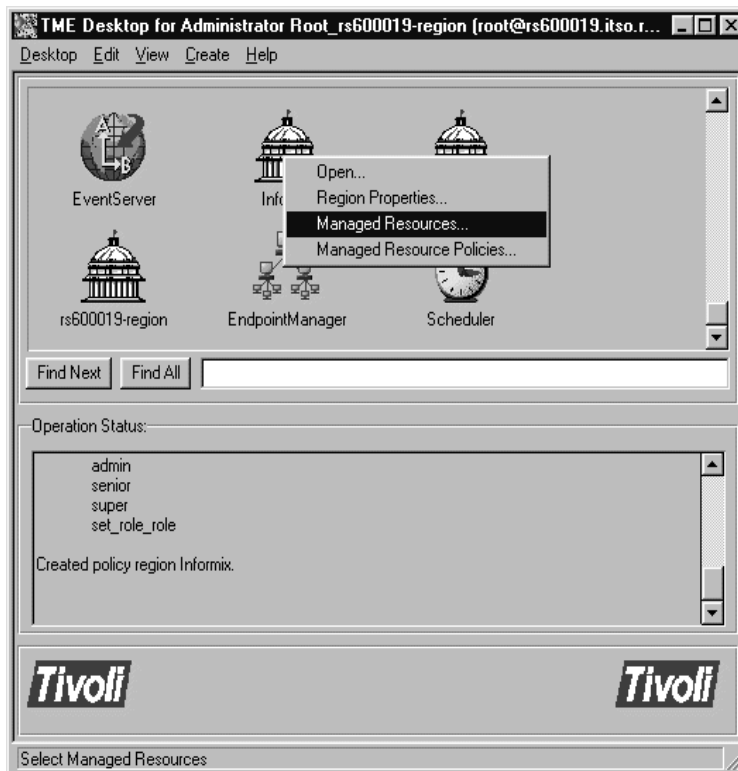 TME Desktop for Administrator Root_rs600019-region (root@rs600019.itso.r...
Desktop Edit View Create Help
A
B
EventServer
Info
Open...
Region Properties...
Managed Resources...
Managed Resource Policies...
rs600019-region
EndpointManager
Scheduler
Find Next Find All
Operation Status:
admin
senior
super
set_role_role
Created policy region Informix.
Tivoli Tivoli
Select Managed Resources